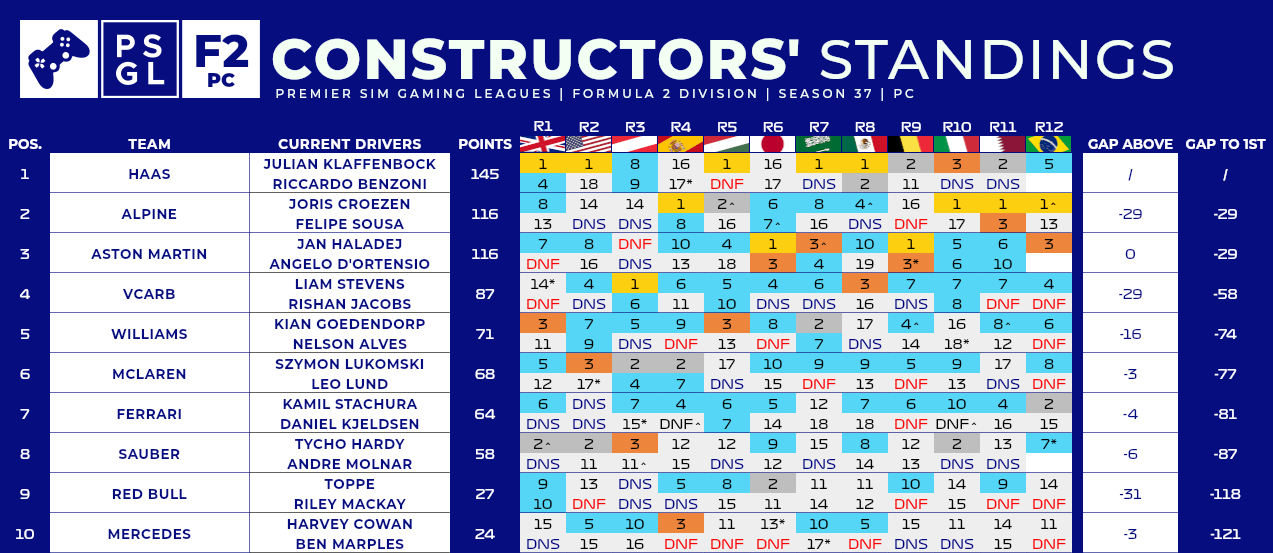 PS GL F2 PC CONSTRUCTORS' STANDINGS
PREMIER SIM GAMING LEAGUES | FORMULA 2 DIVISION | SEASON 37 | PC
R1 R2 R3 R4 R5 R6 R7 R8 R9 R10 R11 R12
POS. TEAM CURRENT DRIVERS POINTS GAP ABOVE GAP TO 1ST
JULIAN KLAFFENBOCK 1 1 8 16 1 16 1 1 2 3 2 5
1 HAAS 145 / /
RICCARDO BENZONI 4 18 9 17* DNF 17 DNS 2 11 DNS DNS
JORIS CROEZEN 8 14 14 1 2^ 6 8 4^ 16 1 1 1^
2 ALPINE 116 -29 -29
FELIPE SOUSA 13 DNS DNS 8 16 7^ 16 DNS DNF 17 3 13
JAN HALADEJ 7 8 DNF 10 4 1 3^ 10 1 5 6 3
3 ASTON MARTIN 116 0 -29
ANGELO D'ORTENSIO DNF 16 DNS 13 18 3 4 19 3* 6 10
LIAM STEVENS 14* 4 1 6 5 4 6 3 7 7 7 4
4 VCARB 87 -29 -58
RISHAN JACOBS DNF DNS 6 11 10 DNS DNS 16 DNS 8 DNF DNF
KIAN GOEDENDORP 3 7 5 9 3 8 2 17 4^ 16 8^ 6
5 WILLIAMS 71 -16 -74
NELSON ALVES 11 9 DNS DNF 13 DNF 7 DNS 14 18* 12 DNF
SZYMON LUKOMSKI 5 3 2 2 17 10 9 9 5 9 17 8
6 MCLAREN 68 -3 -77
LEO LUND 12 17* 4 7 DNS 15 DNF 13 DNF 13 DNS DNF
KAMIL STACHURA 6 DNS 7 4 6 5 12 7 6 10 4 2
7 FERRARI 64 -4 -81
DANIEL KJELDSEN DNS DNS 15* DNF^ 7 14 18 18 DNF DNF^ 16 15
TYCHO HARDY 2^ 2 3 12 12 9 15 8 12 2 13 7*
8 SAUBER 58 -6 -87
ANDRE MOLNAR DNS 11 11^ 15 DNS 12 DNS 14 13 DNS DNS
TOPPE 9 13 DNS 5 8 2 11 11 10 14 9 14
9 RED BULL 27 -31 -118
RILEY MACKAY 10 DNF DNS DNS 15 11 14 12 DNF 15 DNF DNF
HARVEY COWAN 15 5 10 3 11 13* 10 5 15 11 14 11
10 MERCEDES 24 -3 -121
BEN MARPLES DNS 15 16 DNF DNF DNF 17* DNF DNS DNS 15 DNF